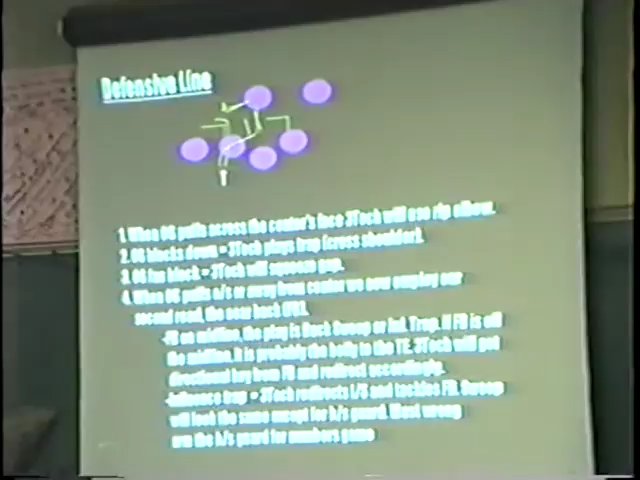 Defensive Line
1. When OG pulls across the center's face 3Tech will use rip elbow.
2. OG blocks down = 3Tech plays trap (cross shoulder).
3. OG fan block = 3Tech will squeeze gap.
4. When OG pulls o/s or away from center we now employ our
second read, the near back (FB).
-FB on midline, the play is Buck Sweep or Int. Trap. If FB is off
the midline, it is probably the belly to the TE. 3Tech will get
directional key from FB and redirect accordingly.
-Influence trap = 3Tech redirects I/S and tackles FB. Sweep
will look the same except for b/s guard. Must wrong
arm the b/s guard for numbers game